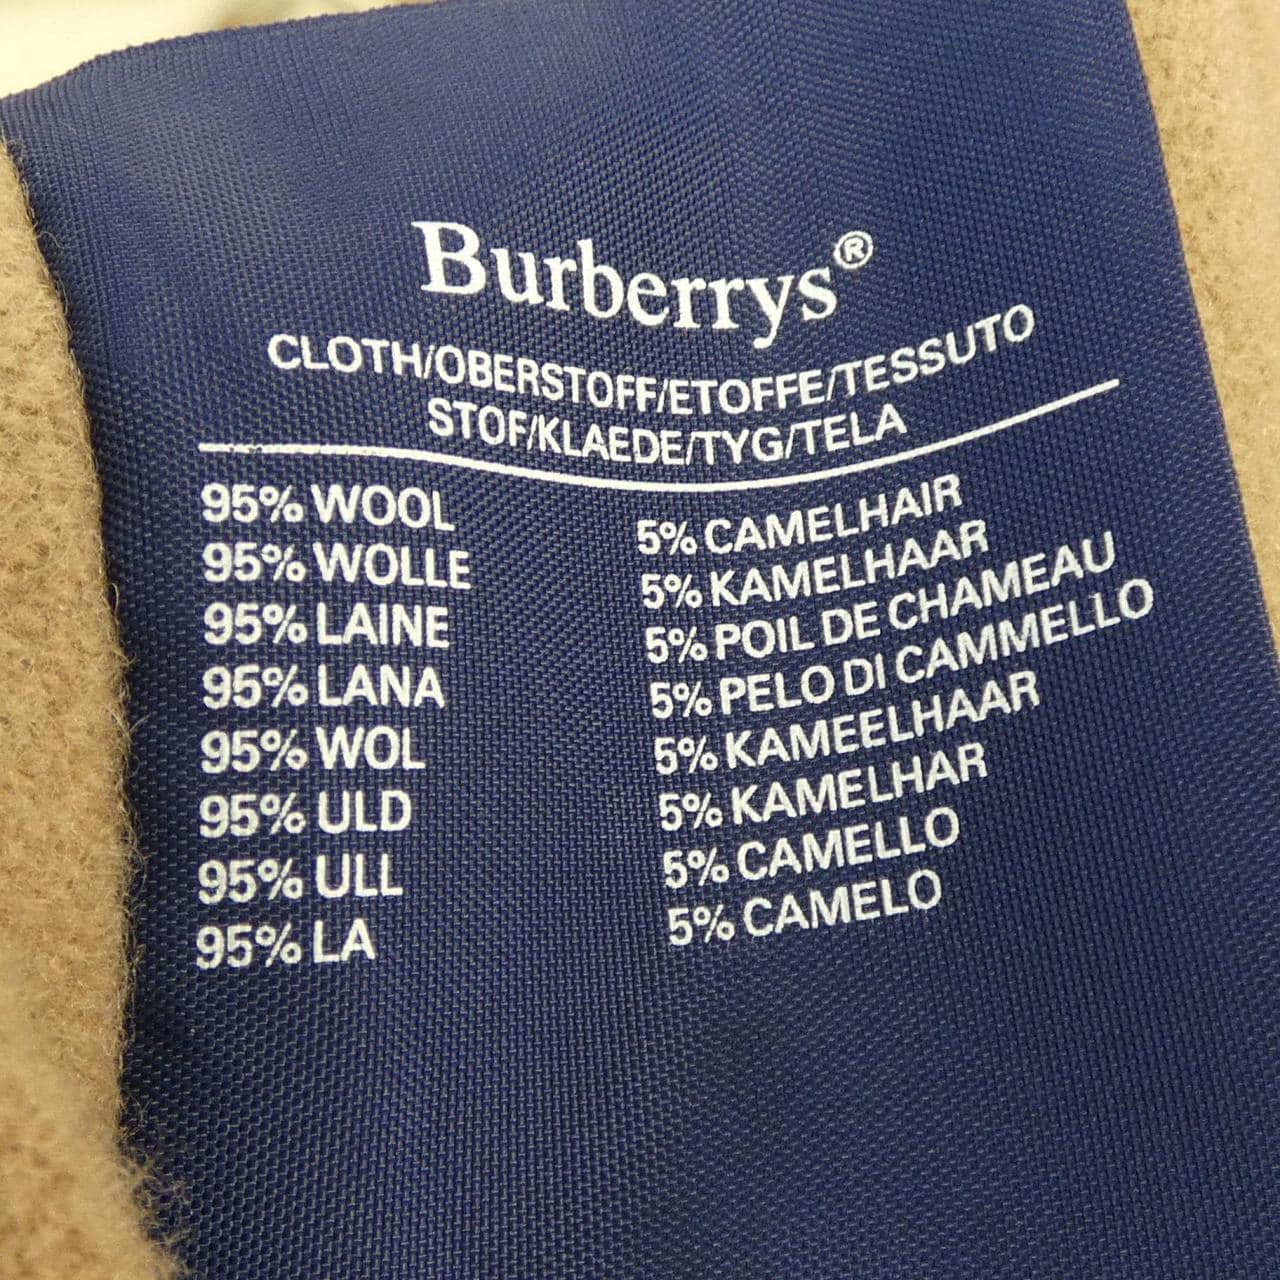 Burberrys®
CLOTH/OBERSTOFF/ETOFFE/TESSUTO
STOF/KLAEDE/TYG/TELA
95% WOOL 5% CAMELHAIR
95% WOLLE 5% KAMELHAAR
95% LAINE 5% POIL DE CHAMEAU
95% LANA 5% PELO DI CAMMELLO
95% WOL 5% KAMEELHAAR
95% ULD 5% KAMELHAR
95% ULL 5% CAMELLO
95% LA 5% CAMELO